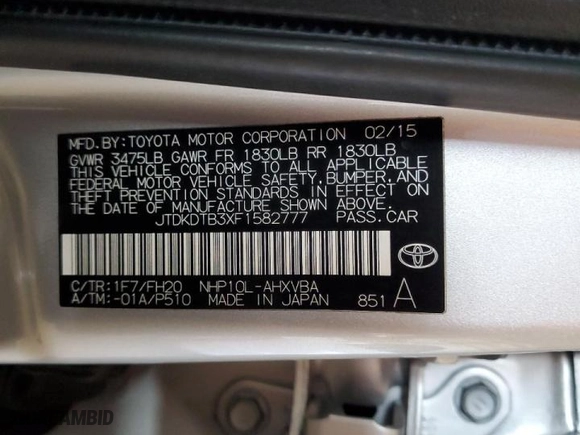 MFD.BY:TOYOTA MOTOR CORPORATION 02/15
GVWR 3475LB GAWR FR 1830LB RR 1830LB
THIS VEHICLE CONFORMS TO ALL APPLICABLE
FEDERAL MOTOR VEHICLE SAFETY,BUMPER,AND
THEFT PREVENTION STANDARDS IN EFFECT ON
THE DATE OF MANUFACTURE SHOWN ABOVE.
JTDKDTB3XF1582777 PASS.CAR
C/TR:1F7/FH20 NHP10L-AHXVBA
A/TM:-01A/P510 MADE IN JAPAN 851 A